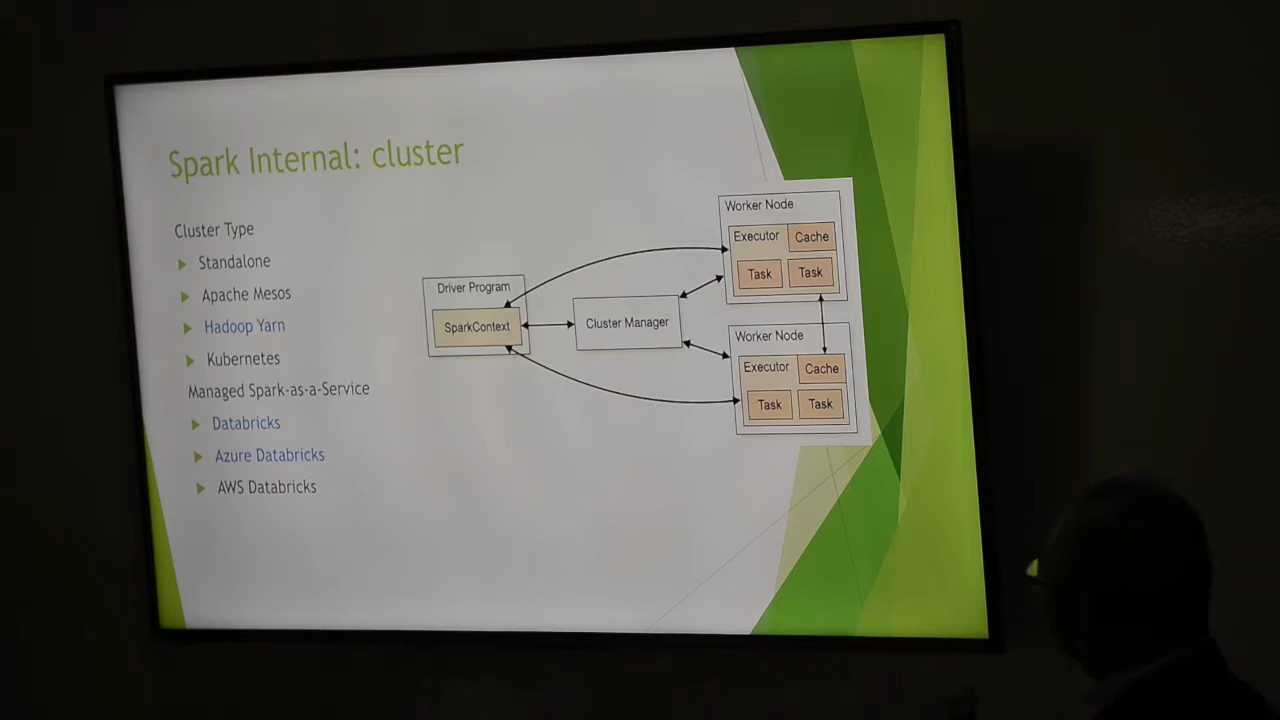 Spark Internal: cluster
Cluster Type
Standalone
Apache Mesos
Hadoop Yarn
Kubernetes
Managed Spark-as-a-Service
Databricks
Azure Databricks
AWS Databricks
Driver Program
SparkContext
Cluster Manager
Worker Node
Executor
Cache
Task
Task
Worker Node
Executor
Cache
Task
Task